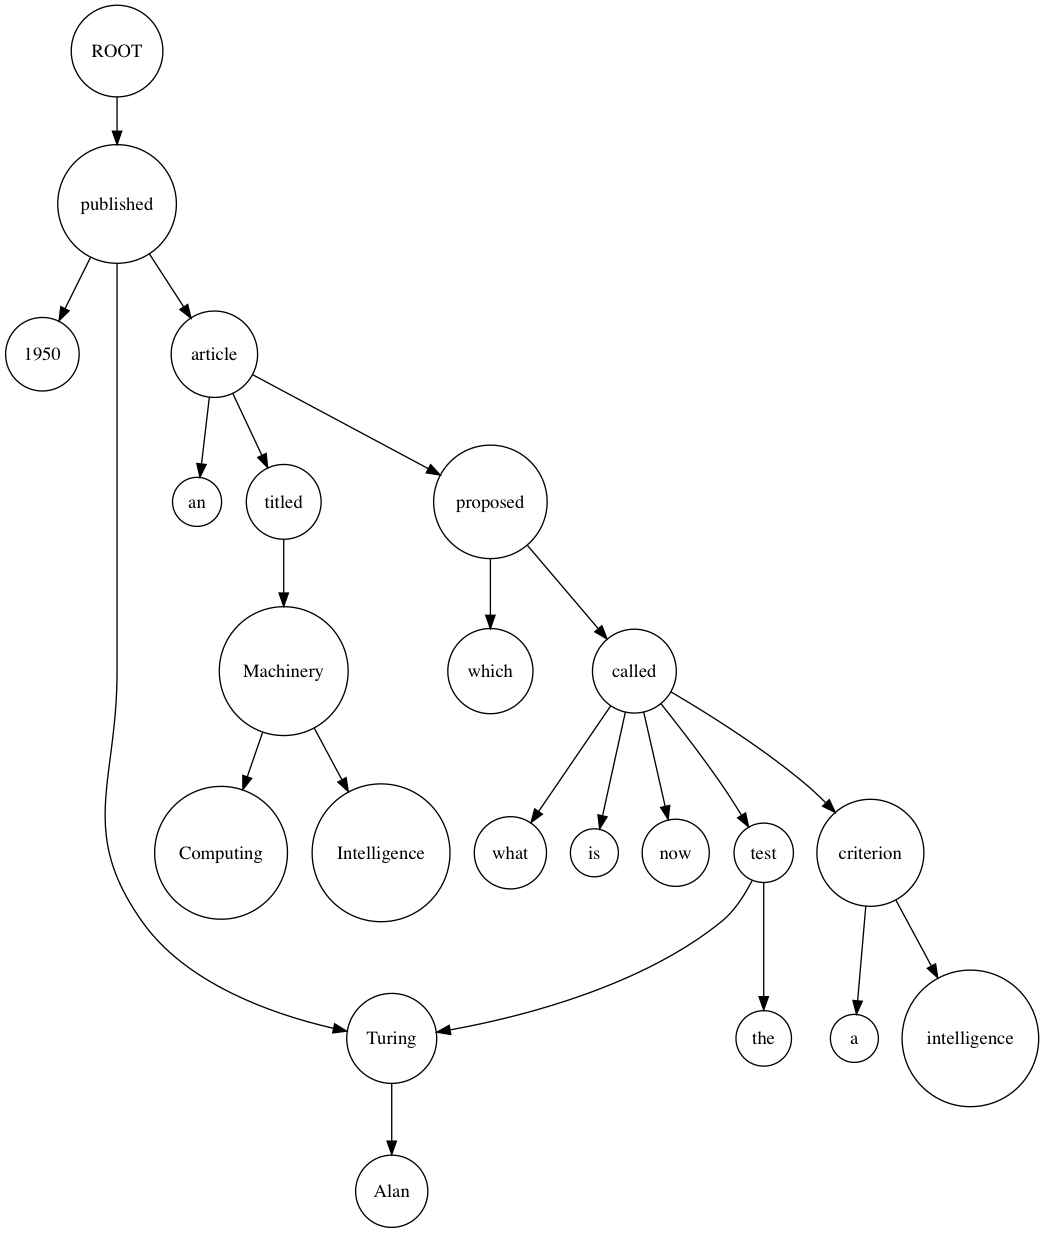 ROOT
published
1950
article
an
titled
proposed
Machinery
which
called
Computing
Intelligence
what
is
now
test
criterion
Turing
the
a
intelligence
Alan